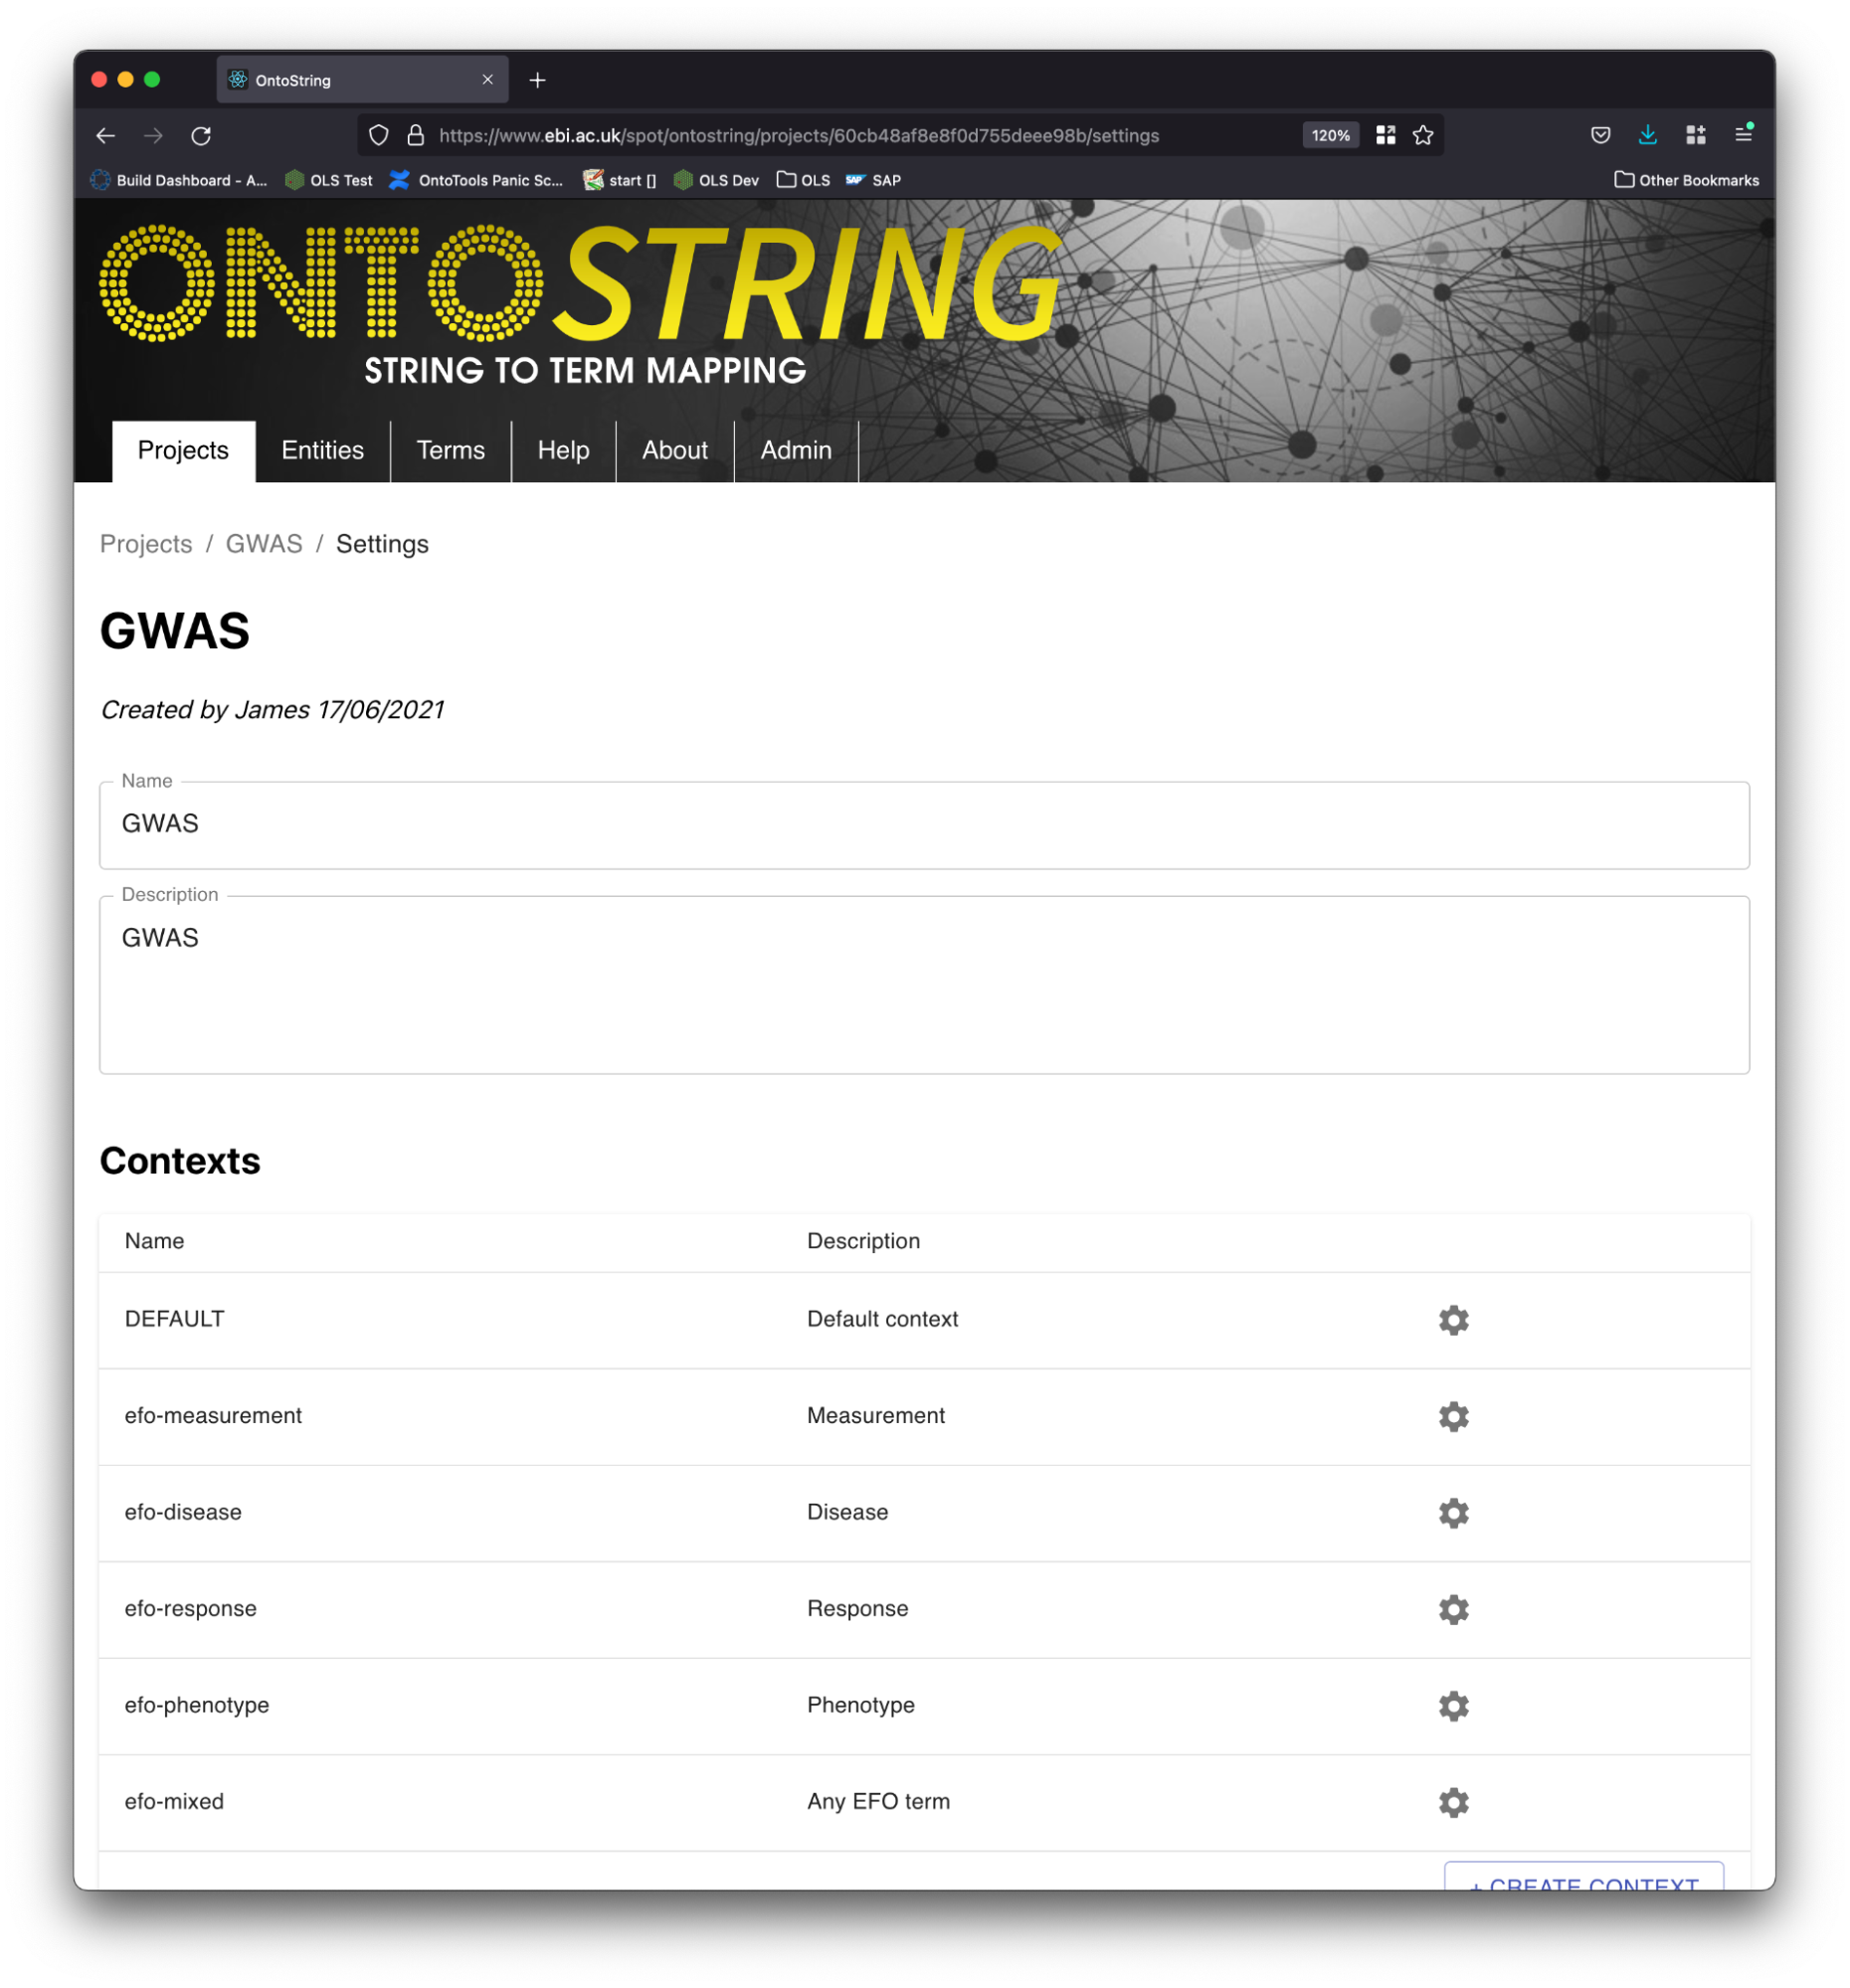 OntoString
https://www.ebi.ac.uk/spot/ontostring/projects/60cb48af8e8f0d755deee98b/settings 120%
Build Dashboard - A... OLS Test OntoTools Panic Sc... start [] OLS Dev OLS SAP SAP Other Bookmarks
ONTOSTRING
STRING TO TERM MAPPING
Projects Entities Terms Help About Admin
Projects / GWAS / Settings
GWAS
Created by James 17/06/2021
Name
GWAS
Description
GWAS
Contexts
Name Description
DEFAULT Default context
efo-measurement Measurement
efo-disease Disease
efo-response Response
efo-phenotype Phenotype
efo-mixed Any EFO term
+ CREATE CONTEXT